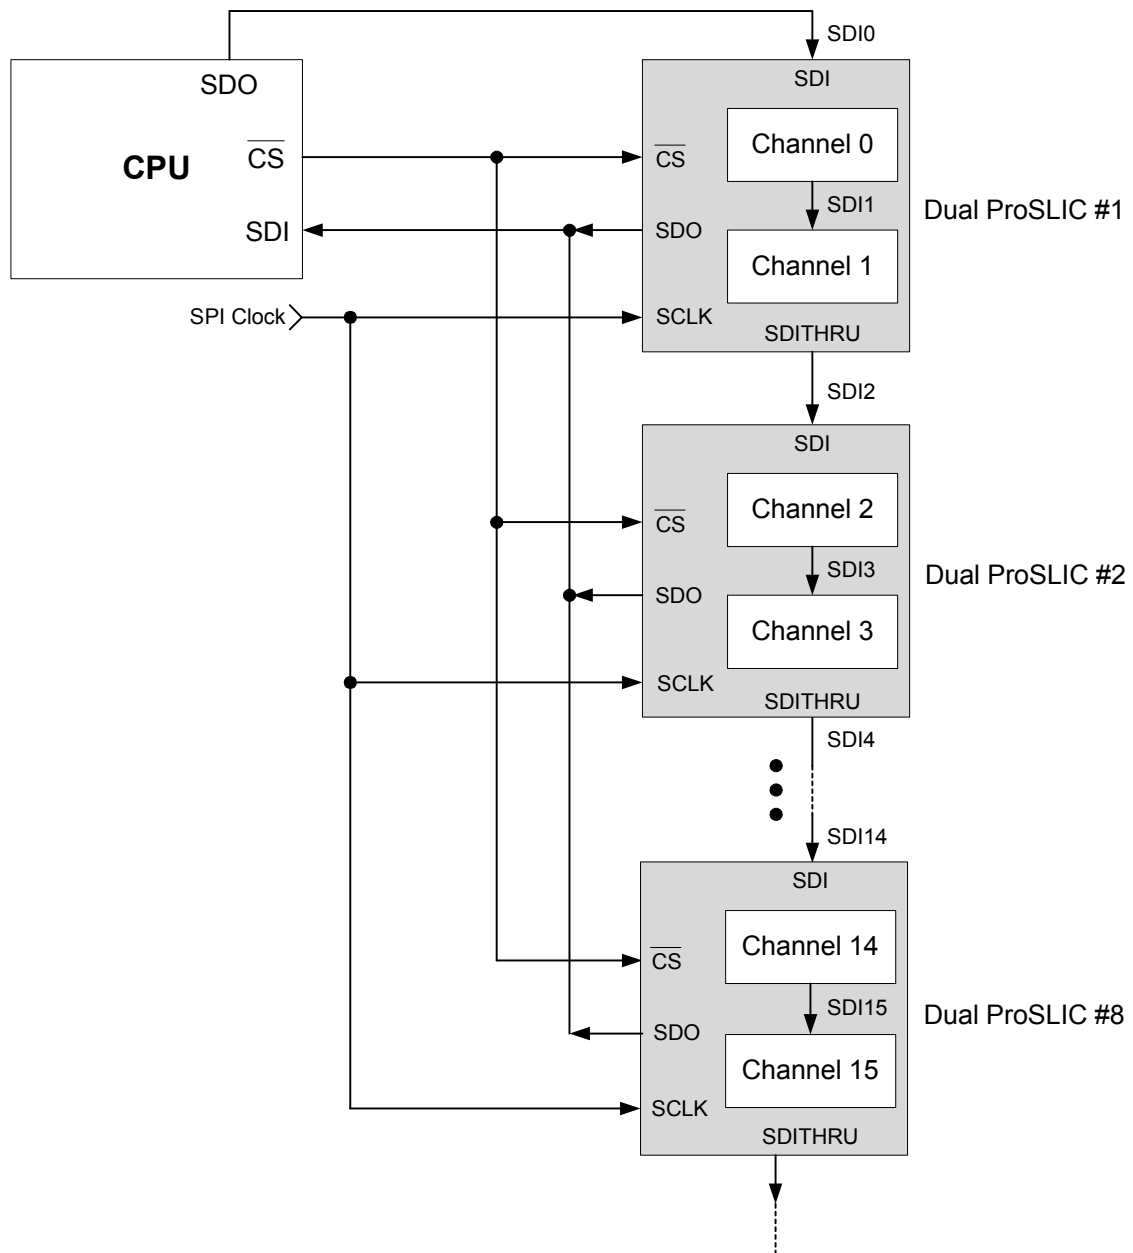 SDI0
SDO
SDI
CPU
CS
CS
Channel 0
SDI1
Dual ProSLIC #1
SDI
SDO
Channel 1
SPI Clock
SCLK
SDITHRU
SDI2
SDI
Channel 2
CS
SDI3
Dual ProSLIC #2
SDO
Channel 3
SCLK
SDITHRU
SDI4
SDI14
SDI
Channel 14
CS
SDI15
Dual ProSLIC #8
SDO
Channel 15
SCLK
SDITHRU